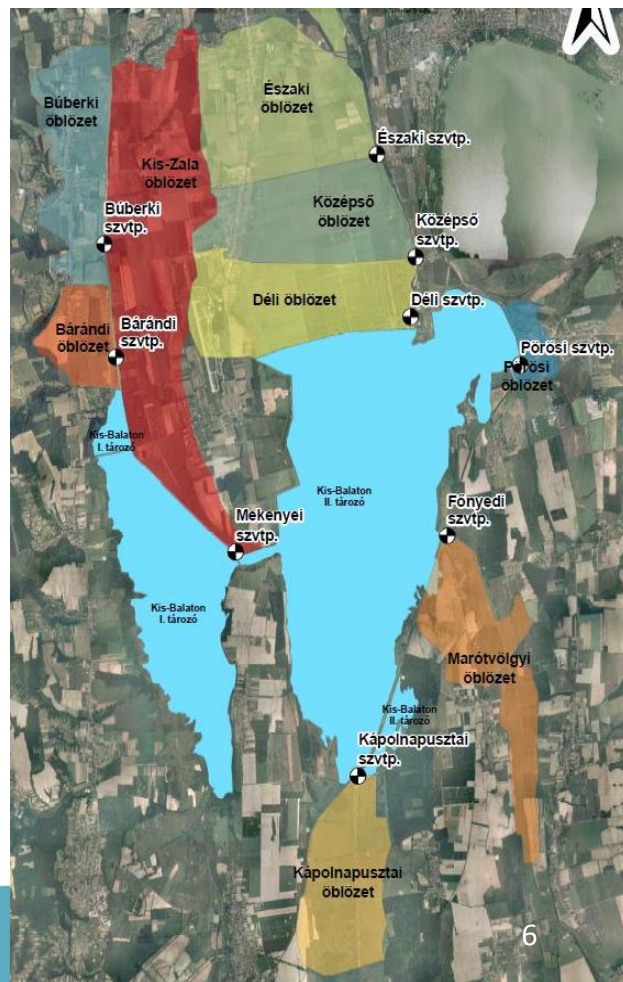 Északi
öblözet
Búberki
öblözet
Északi szvtp.
Kis-Zala
öblözet
Középső
öblözet
Búberki
szvtp.
Középső
szvtp.
Déli öblözet
Déli szvtp.
Bárándi
öblözet
Bárándi
szvtp.
Pörösi szvtp.
Pörösi
öblözet
Kis-Balaton
I. tározó
Kis-Balaton
II. tározó
Mekenyei
szvtp.
Főnyedi
szvtp.
Kis-Balaton
I. tározó
Marótvölgyi
öblözet
Kis-Balaton
II. tározó
Kápolnapusztai
szvtp.
Kápolnapusztai
öblözet
6